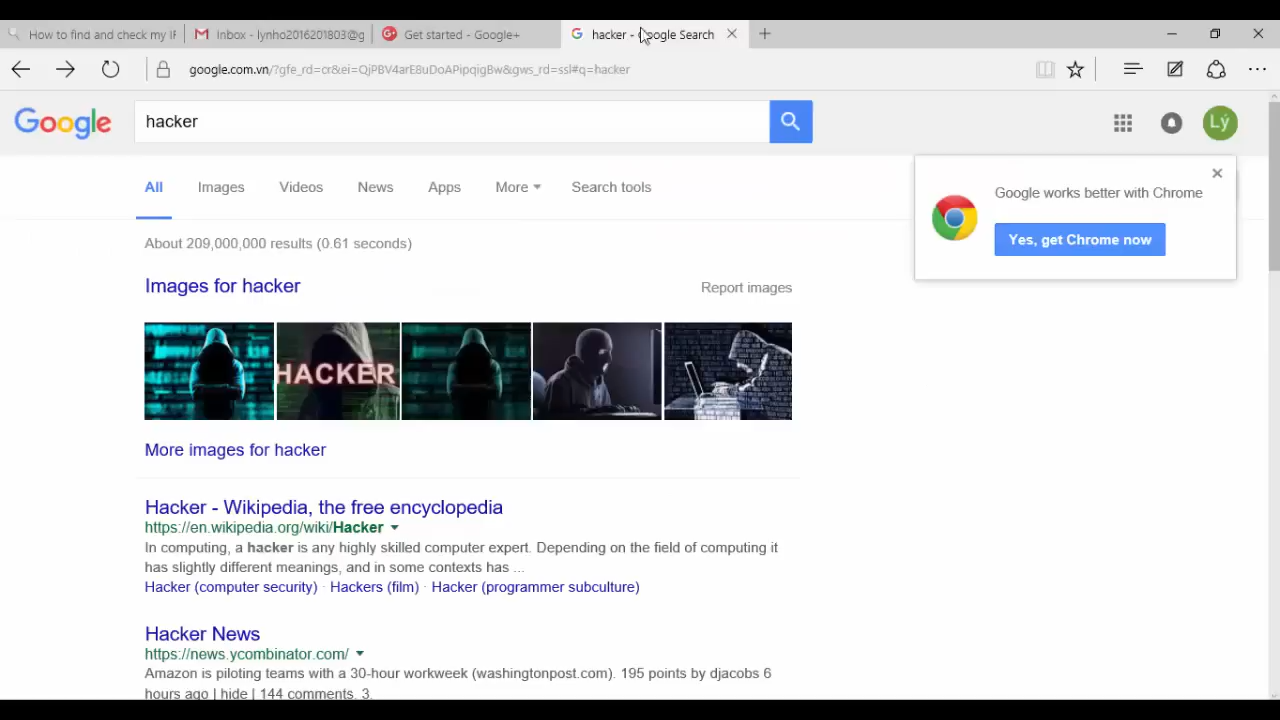 How to find and check my IP
Inbox - lynho2016201803@g
Get started - Google+
hacker - Google Search
google.com.vn/?gfe_rd=cr&ei=QjPBV4arE8uDoAPipqigBw&gws_rd=ssl#q=hacker
Google
hacker
Lý
All Images Videos News Apps More Search tools
Google works better with Chrome
Yes, get Chrome now
About 209,000,000 results (0.61 seconds)
Images for hacker
Report images
HACKER
More images for hacker
Hacker - Wikipedia, the free encyclopedia
https://en.wikipedia.org/wiki/Hacker
In computing, a hacker is any highly skilled computer expert. Depending on the field of computing it
has slightly different meanings, and in some contexts has ...
Hacker (computer security) · Hackers (film) · Hacker (programmer subculture)
Hacker News
https://news.ycombinator.com/
Amazon is piloting teams with a 30-hour workweek (washingtonpost.com). 195 points by djacobs 6
hours ago | hide | 144 comments. 3.